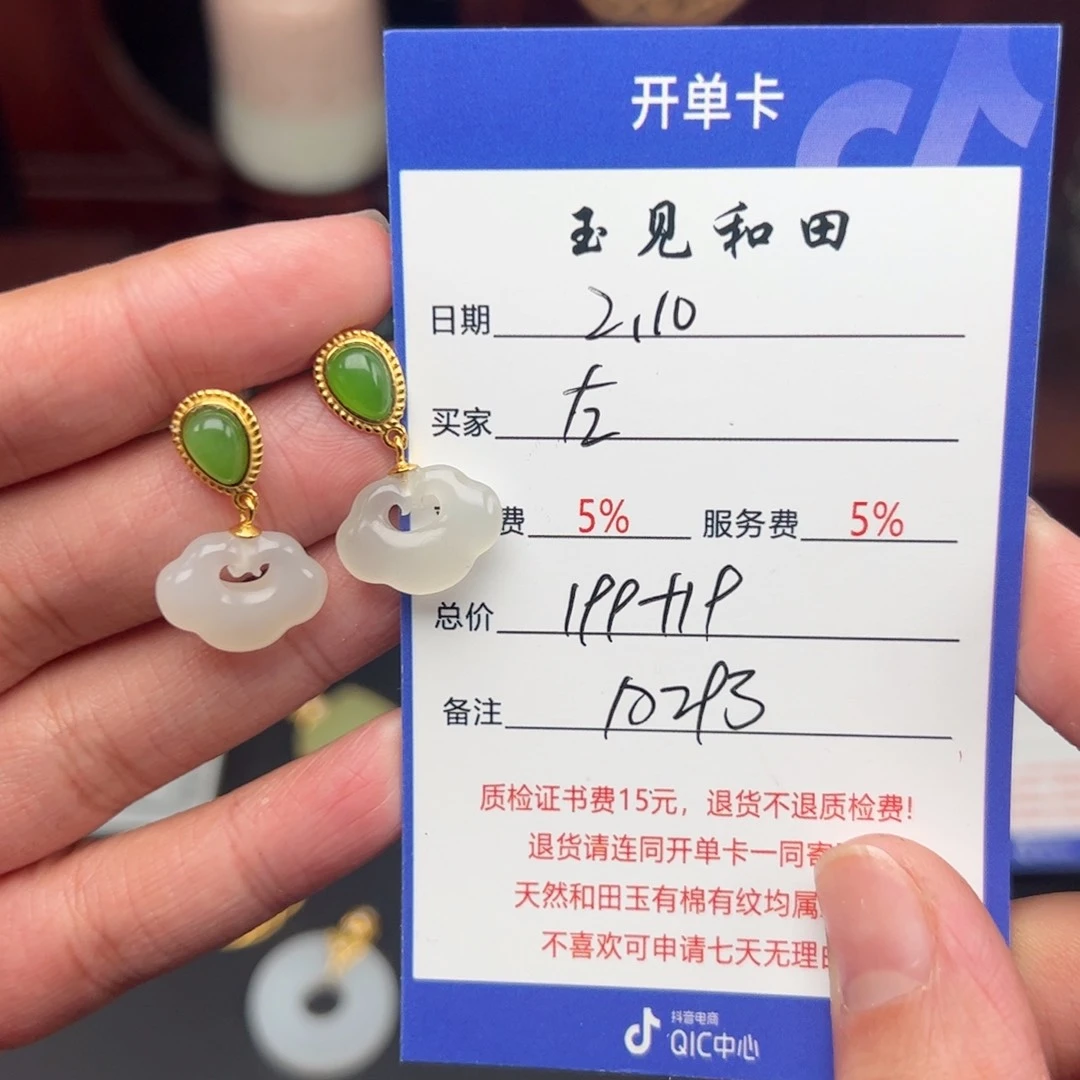 开单卡
玉见和田
日期 2.10
买家 左
费 5% 服务费 5%
总价 199+19
备注 10293
质检证书费15元，退货不退质检费!
退货请连同开单卡一同寄
天然和田玉有棉有纹均属
不喜欢可申请七天无理由
抖音电商
QIC中心